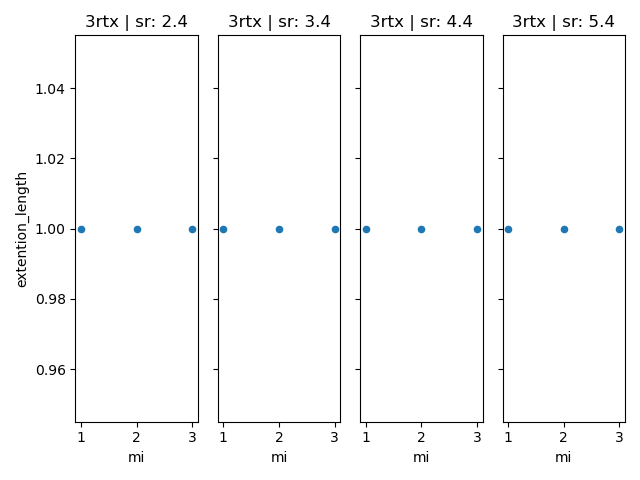 3rtx | sr: 2.4 3rtx | sr: 3.4 3rtx | sr: 4.4 3rtx | sr: 5.4
extention_length
1.04
1.02
1.00
0.98
0.96
1 2 3 1 2 3 1 2 3 1 2 3
mi mi mi mi